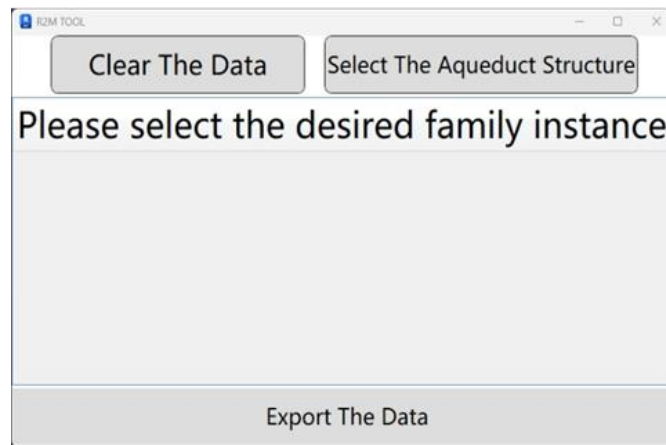 R2M TOOL
Clear The Data
Select The Aqueduct Structure
Please select the desired family instance
Export The Data